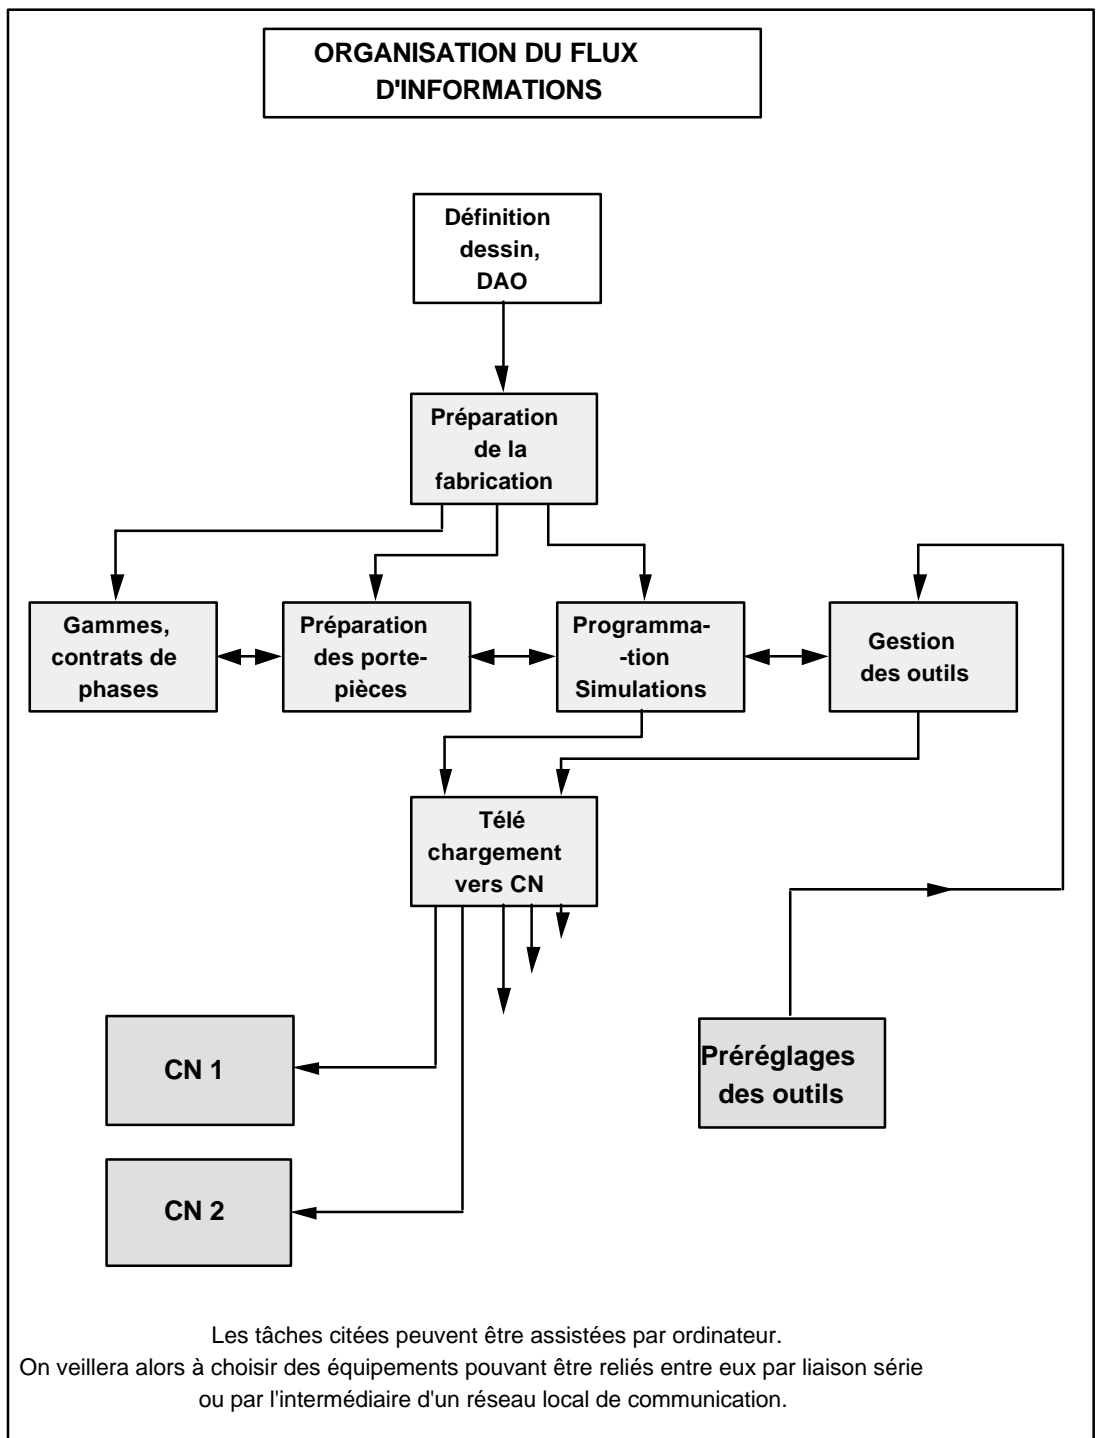 ORGANISATION DU FLUX
D'INFORMATIONS
Définition
dessin,
DAO
Préparation
de la
fabrication
Gammes,
contrats de
phases
Préparation
des porte-
pièces
Programma-
-tion
Simulations
Gestion
des outils
Télé
chargement
vers CN
CN 1
Préréglages
des outils
CN 2
Les tâches citées peuvent être assistées par ordinateur.
On veillera alors à choisir des équipements pouvant être reliés entre eux par liaison série
ou par l'intermédiaire d'un réseau local de communication.